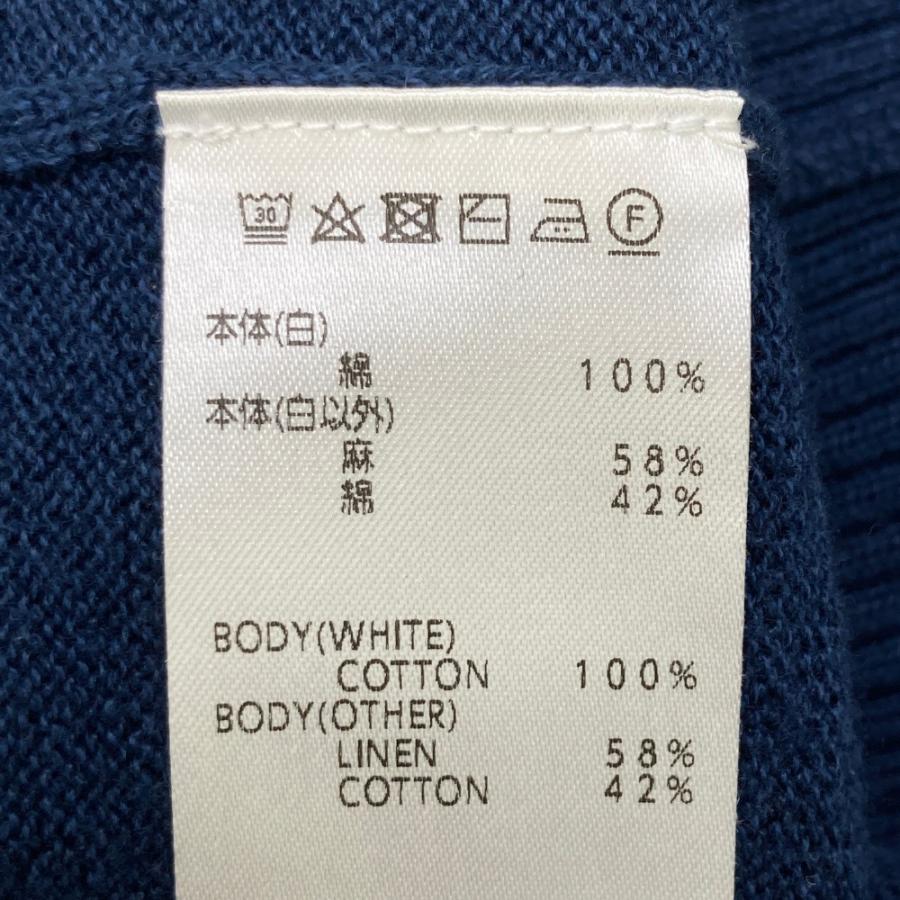 30 F
本体(白)
綿 100%
本体(白以外)
麻 58%
綿 42%
BODY(WHITE)
COTTON 100%
BODY(OTHER)
LINEN 58%
COTTON 42%